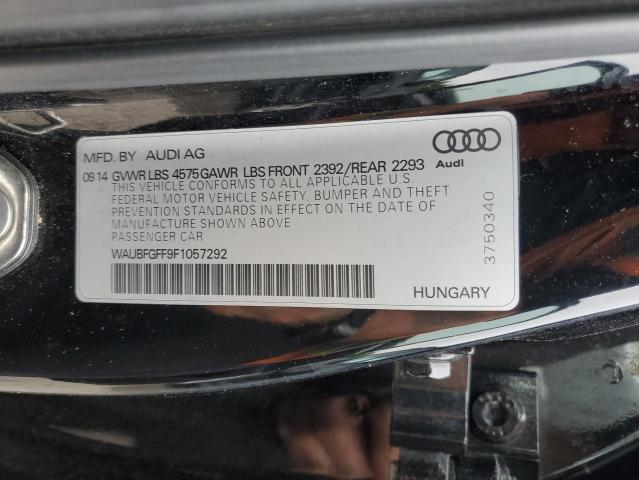 MFD. BY AUDI AG
Audi
09 14 GVWR LBS 4575 GAWR LBS FRONT 2392/REAR 2293
THIS VEHICLE CONFORMS TO ALL APPLICABLE U.S.
FEDERAL MOTOR VEHICLE SAFETY, BUMPER AND THEFT
PREVENTION STANDARDS IN EFFECT ON THE DATE OF
MANUFACTURE SHOWN ABOVE
PASSENGER CAR
WAUBFGFF9F1057292
HUNGARY
3750340